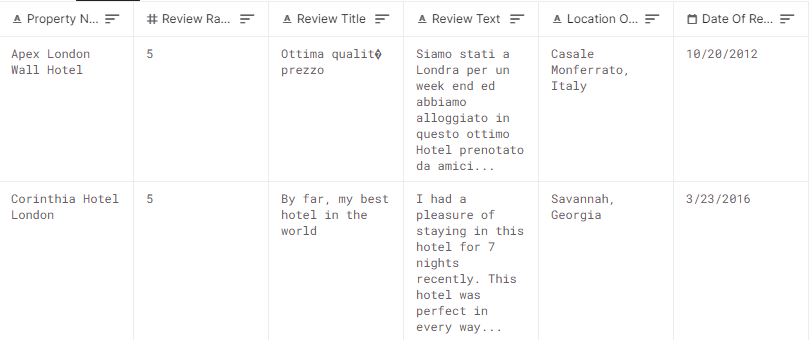 Property N... Review Ra... Review Title Review Text Location O... Date Of Re...
Apex London
Wall Hotel
5
Ottima qualit�
prezzo
Siamo stati a
Londra per un
week end ed
abbiamo
alloggiato in
questo ottimo
Hotel prenotato
da amici...
Casale
Monferrato,
Italy
10/20/2012
Corinthia Hotel
London
5
By far, my best
hotel in the
world
I had a
pleasure of
staying in this
hotel for 7
nights
recently. This
hotel was
perfect in
every way...
Savannah,
Georgia
3/23/2016